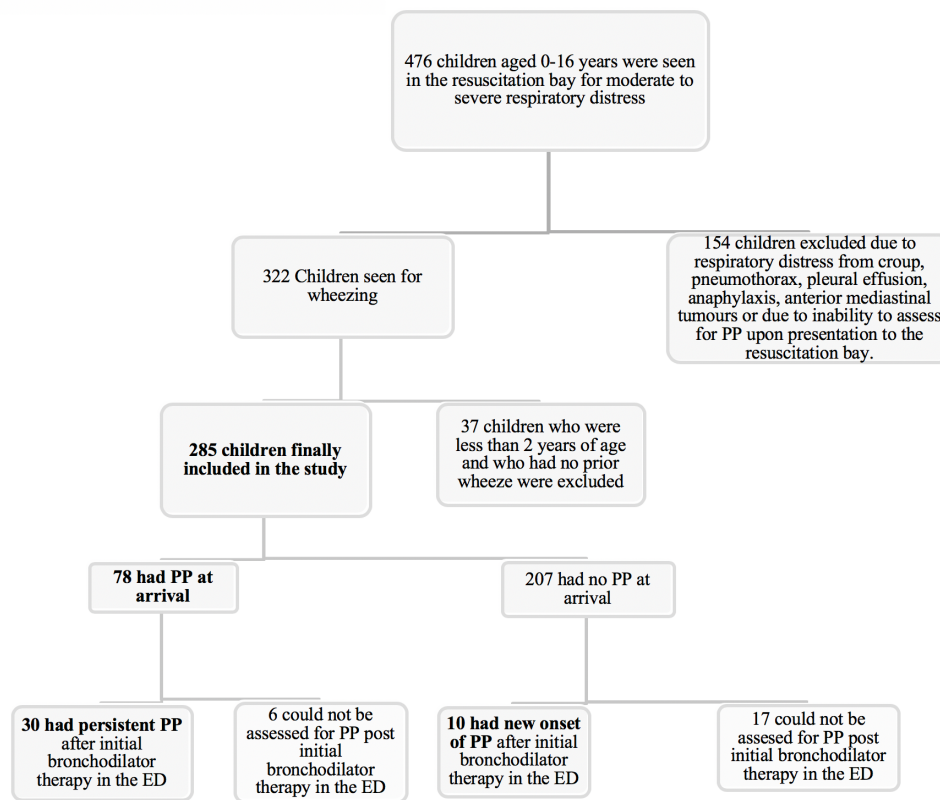 476 children aged 0-16 years were seen
in the resuscitation bay for moderate to
severe respiratory distress
322 Children seen for
wheezing
154 children excluded due to
respiratory distress from croup,
pneumothorax, pleural effusion,
anaphylaxis, anterior mediastinal
tumours or due to inability to assess
for PP upon presentation to the
resuscitation bay.
285 children finally
included in the study
37 children who were
less than 2 years of age
and who had no prior
wheeze were excluded
78 had PP at
arrival
207 had no PP at
arrival
30 had persistent PP
after initial
bronchodilator
therapy in the ED
6 could not be
assessed for PP post
initial
bronchodilator
therapy in the ED
10 had new onset
of PP after initial
bronchodilator
therapy in the ED
17 could not be
assesed for PP post
initial bronchodilator
therapy in the ED